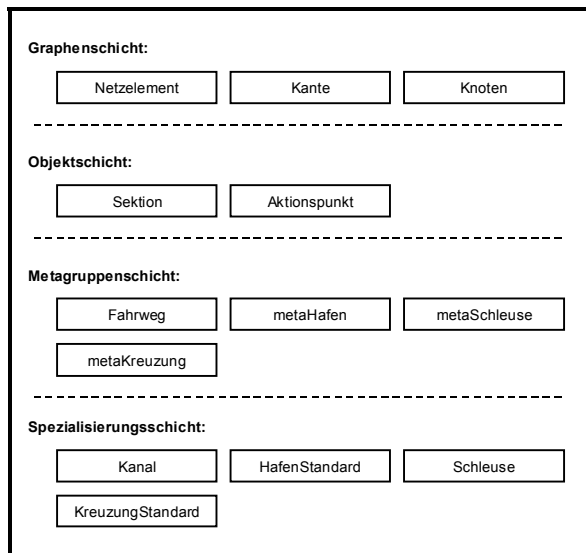 Graphenschicht:
Netzelement Kante Knoten
Objektschicht:
Sektion Aktionspunkt
Metagruppenschicht:
Fahrweg metaHafen metaSchleuse
metaKreuzung
Spezialisierungsschicht:
Kanal HafenStandard Schleuse
KreuzungStandard